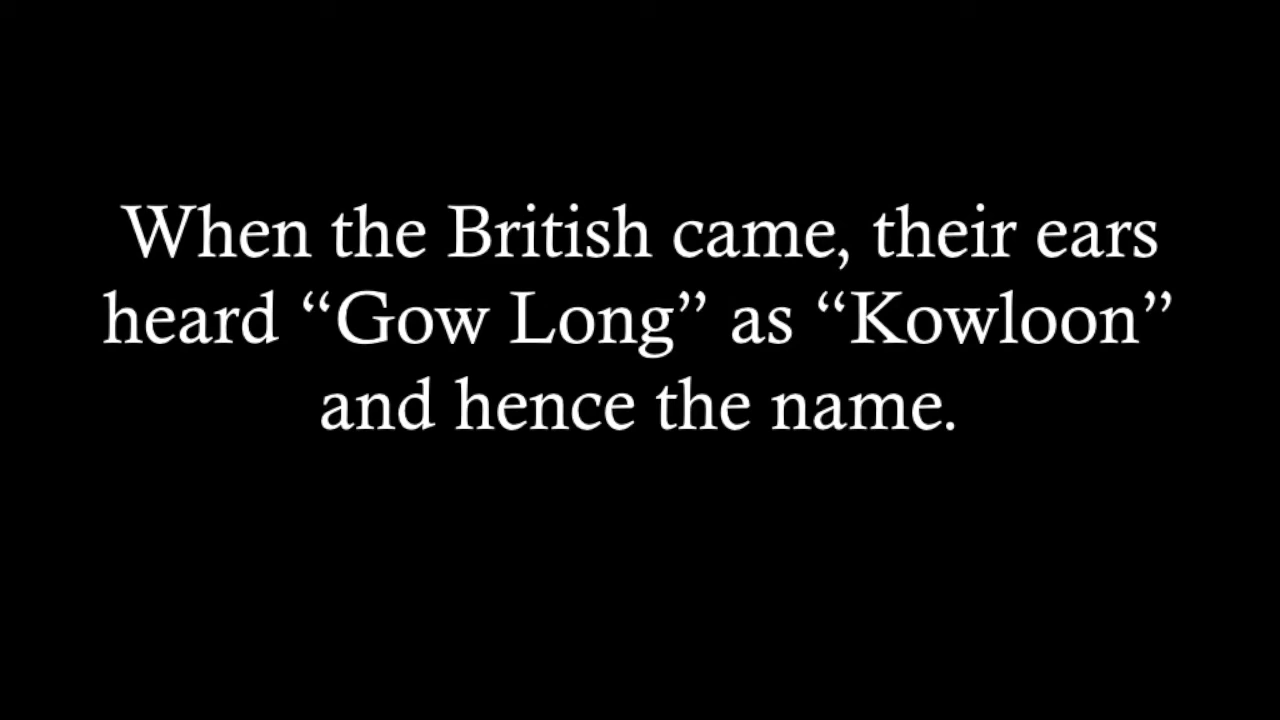 When the British came, their ears
heard “Gow Long” as “Kowloon”
and hence the name.